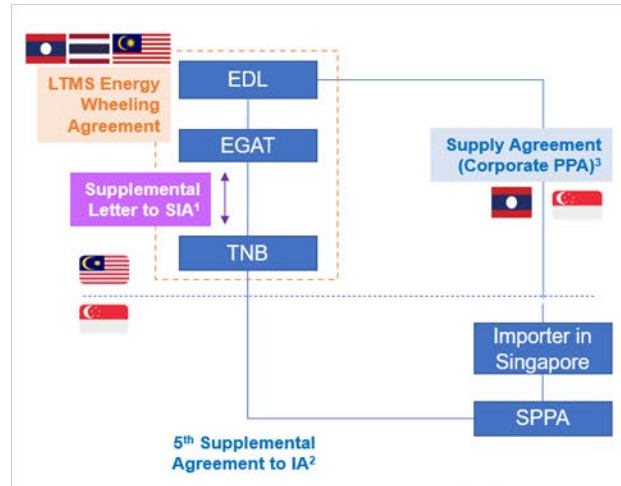 LTMS Energy
Wheeling
Agreement
EDL
EGAT
Supplemental
Letter to SIA¹
TNB
Supply Agreement
(Corporate PPA)³
Importer in
Singapore
SPPA
5th Supplemental
Agreement to IA²